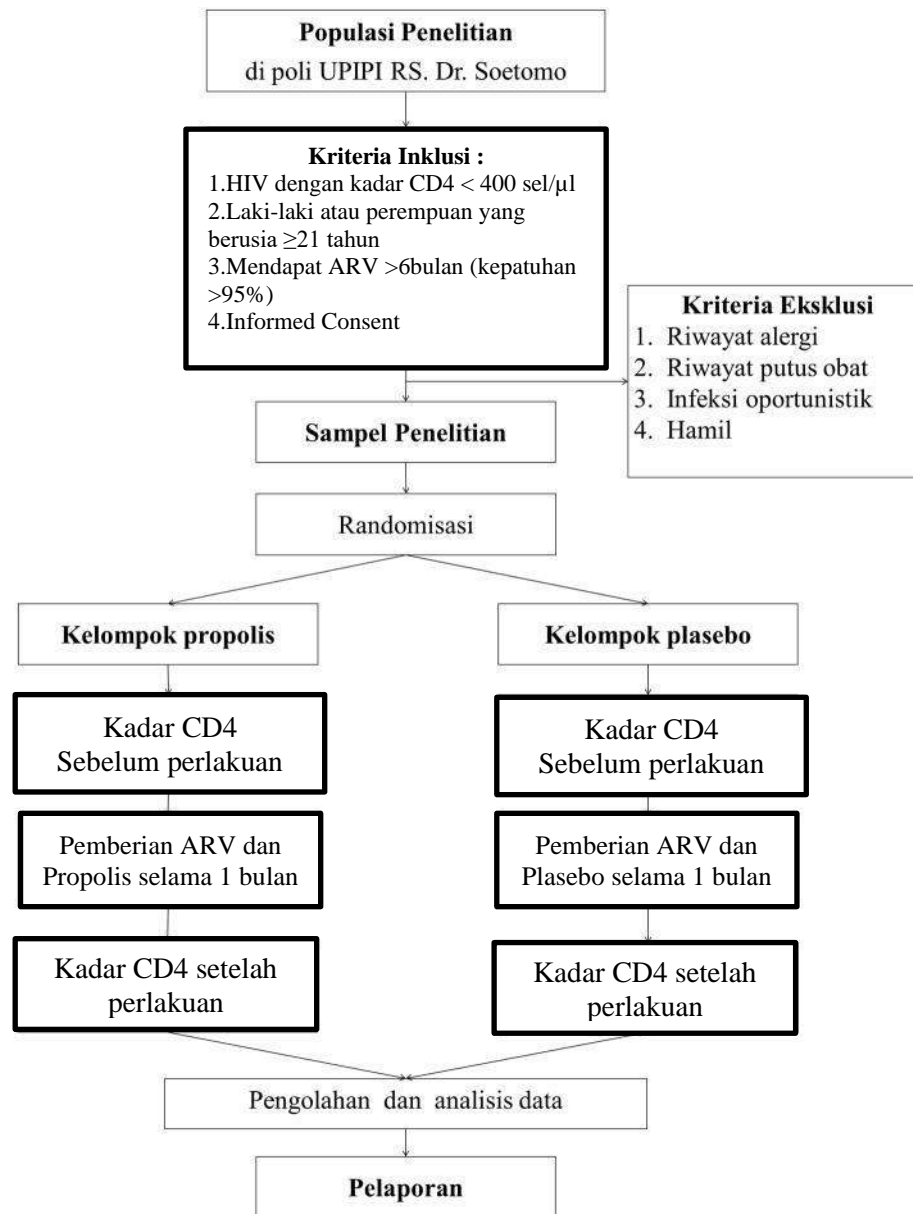 Populasi Penelitian
di poli UPIPI RS. Dr. Soetomo
Kriteria Inklusi :
1.HIV dengan kadar CD4 < 400 sel/µl
2.Laki-laki atau perempuan yang
berusia ≥21 tahun
3.Mendapat ARV >6bulan (kepatuhan
>95%)
4.Informed Consent
Kriteria Eksklusi
1. Riwayat alergi
2. Riwayat putus obat
3. Infeksi oportunistik
4. Hamil
Sampel Penelitian
Randomisasi
Kelompok propolis
Kelompok plasebo
Kadar CD4
Sebelum perlakuan
Kadar CD4
Sebelum perlakuan
Pemberian ARV dan
Propolis selama 1 bulan
Pemberian ARV dan
Plasebo selama 1 bulan
Kadar CD4 setelah
perlakuan
Kadar CD4 setelah
perlakuan
Pengolahan dan analisis data
Pelaporan